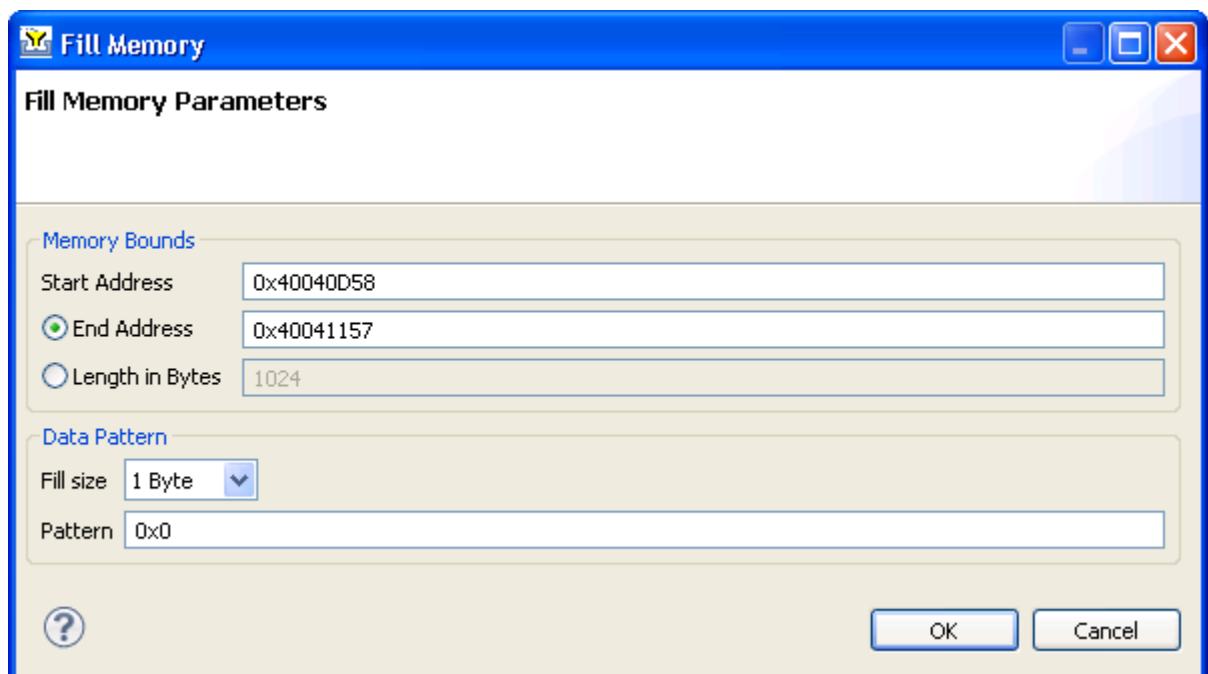 Fill Memory
Fill Memory Parameters
Memory Bounds
Start Address 0x40040D58
End Address 0x40041157
Length in Bytes 1024
Data Pattern
Fill size 1 Byte
Pattern 0x0
? OK Cancel